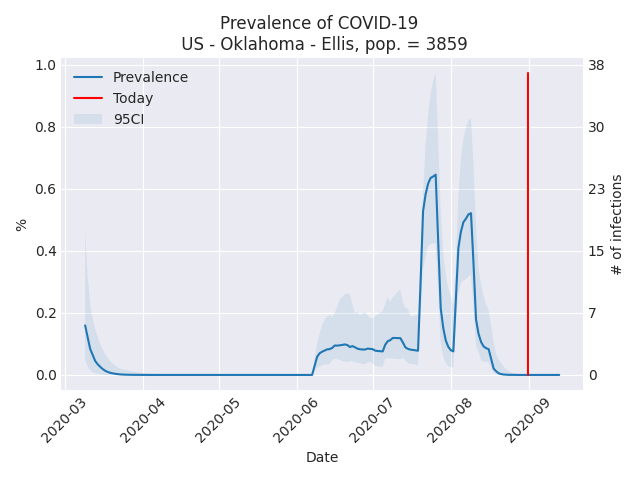 Prevalence of COVID-19
US - Oklahoma - Ellis, pop. = 3859
Prevalence
Today
95CI
1.0
0.8
0.6
0.4
0.2
0.0
%
38
30
23
15
7
0
# of infections
2020-03
2020-04
2020-05
2020-06
2020-07
2020-08
2020-09
Date